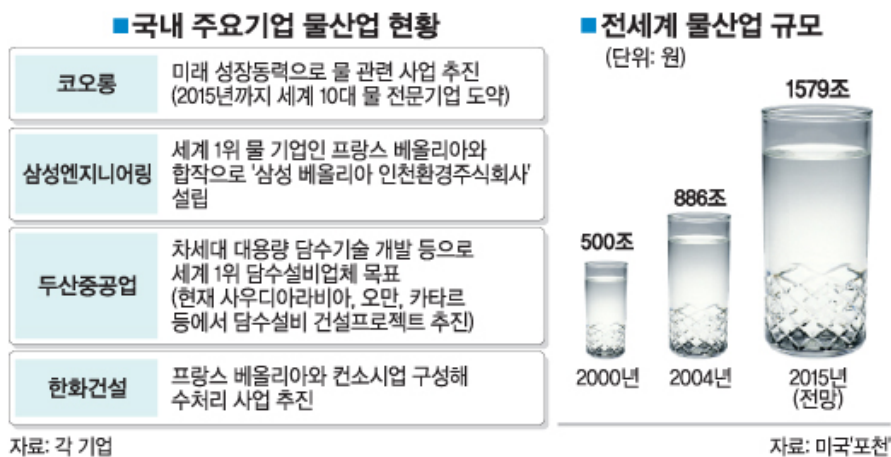 ■국내 주요기업 물산업 현황
코오롱
미래 성장동력으로 물 관련 사업 추진
(2015년까지 세계 10대 물 전문기업 도약)
삼성엔지니어링
세계 1위 물 기업인 프랑스 베올리아와
합작으로 '삼성 베올리아 인천환경주식회사'
설립
두산중공업
차세대 대용량 담수기술 개발 등으로
세계 1위 담수설비업체 목표
(현재 사우디아라비아, 오만, 카타르
등에서 담수설비 건설프로젝트 추진)
한화건설
프랑스 베올리아와 컨소시업 구성해
수처리 사업 추진
자료: 각 기업
■전세계 물산업 규모
(단위: 원)
500조
886조
1579조
2000년
2004년
2015년
(전망)
자료: 미국'포천'